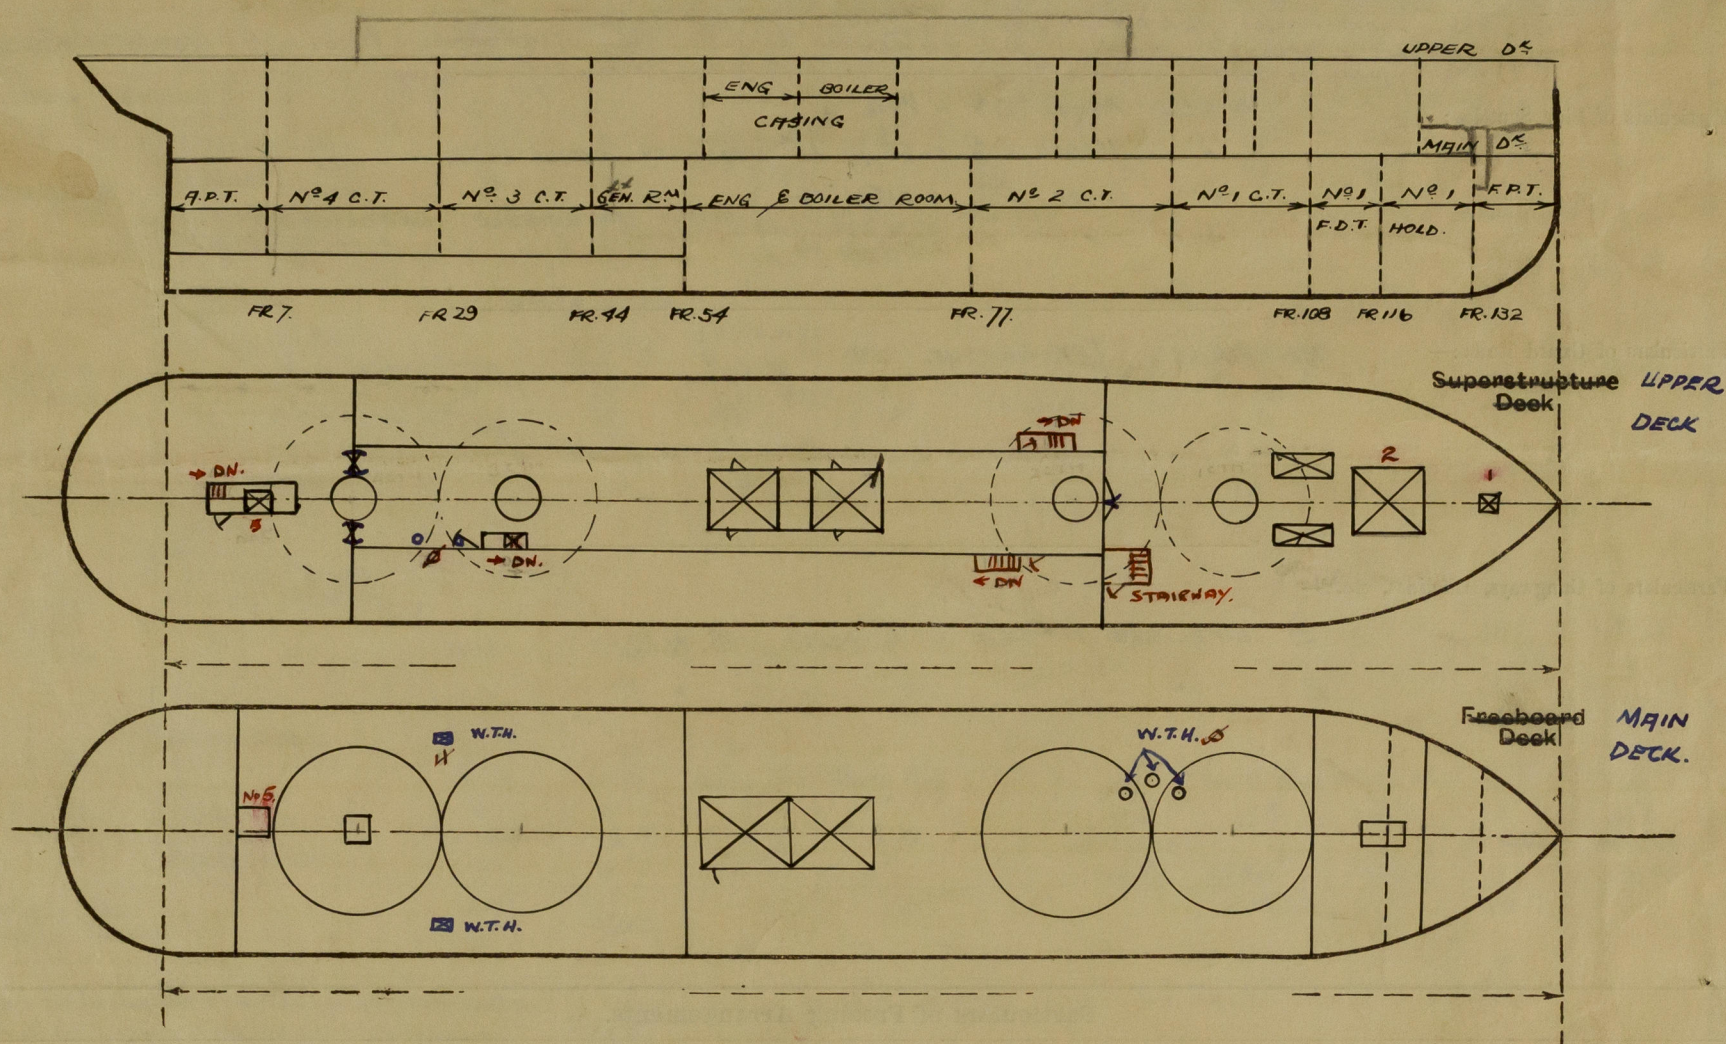 UPPER DK
ENG BOILER
CASING
MAIN DK
A.P.T. No 4 C.T. No 3 C.T. GEN. RM ENG & BOILER ROOM. No 2 C.T. No 1 C.T. No 1 No 1 F.P.T.
F.D.T. HOLD.
FR 7. FR 29 FR. 44 FR. 54 FR. 77. FR. 108 FR 116 FR. 132
Superstructure UPPER
Deck DECK
DN
DN. 2 1
5
DN.
DN STAIRWAY.
Freeboard MAIN
Deck DECK.
W.T.H. W.T.H.
4
No 5.
W.T.H.